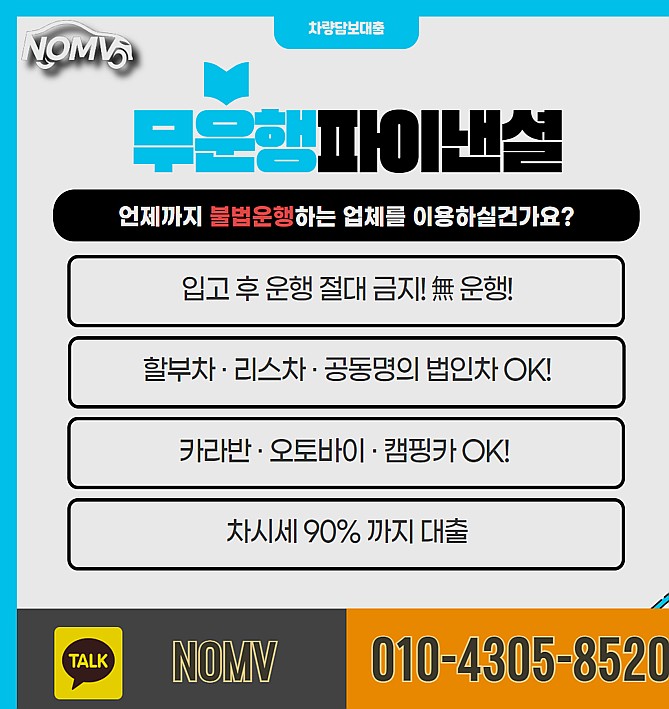 차량담보대출
NOMV
무운행파이낸셜
언제까지 불법운행하는 업체를 이용하실건가요?
입고 후 운행 절대 금지! 無 운행!
할부차 · 리스차 · 공동명의 법인차 OK!
카라반 · 오토바이 · 캠핑카 OK!
차시세 90% 까지 대출
TALK NOMV 010-4305-8520